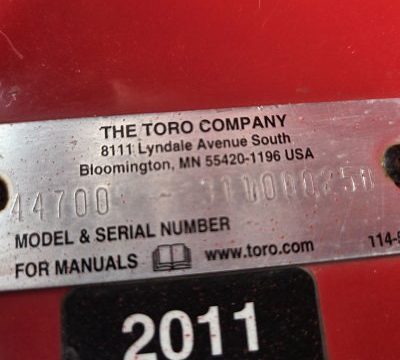 THE TORO COMPANY
8111 Lyndale Avenue South
Bloomington, MN 55420-1196 USA
44700 -
MODEL & SERIAL NUMBER
FOR MANUALS www.toro.com
2011